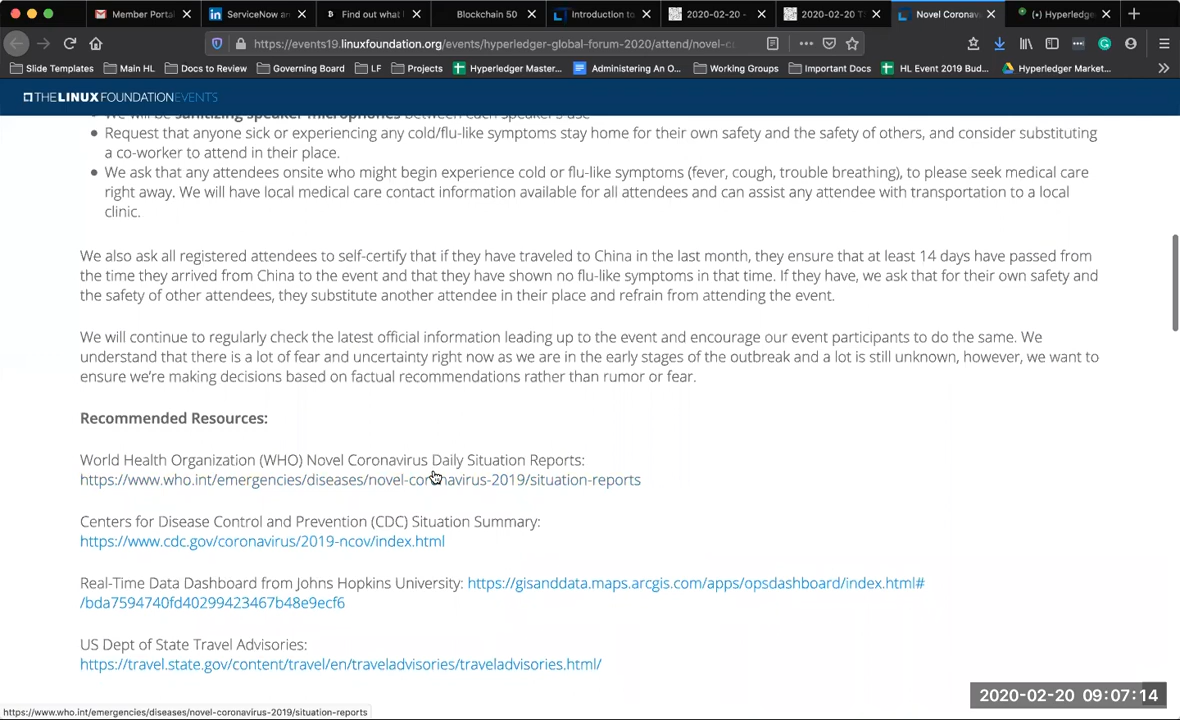 Member Portal
ServiceNow an
Find out what
Blockchain 50
Introduction to
2020-02-20 -
2020-02-20 T
Novel Corona
(•) Hyperledge
https://events19.linuxfoundation.org/events/hyperledger-global-forum-2020/attend/novel-c
Slide Templates
Main HL
Docs to Review
Governing Board
LF
Projects
Hyperledger Master...
Administering An O...
Working Groups
Important Docs
HL Event 2019 Bud...
Hyperledger Market...
THE LINUX FOUNDATION EVENTS
We will be sanitizing speaker microphones between each speaker's use
Request that anyone sick or experiencing any cold/flu-like symptoms stay home for their own safety and the safety of others, and consider substituting
a co-worker to attend in their place.
We ask that any attendees onsite who might begin experience cold or flu-like symptoms (fever, cough, trouble breathing), to please seek medical care
right away. We will have local medical care contact information available for all attendees and can assist any attendee with transportation to a local
clinic.
We also ask all registered attendees to self-certify that if they have traveled to China in the last month, they ensure that at least 14 days have passed from
the time they arrived from China to the event and that they have shown no flu-like symptoms in that time. If they have, we ask that for their own safety and
the safety of other attendees, they substitute another attendee in their place and refrain from attending the event.
We will continue to regularly check the latest official information leading up to the event and encourage our event participants to do the same. We
understand that there is a lot of fear and uncertainty right now as we are in the early stages of the outbreak and a lot is still unknown, however, we want to
ensure we're making decisions based on factual recommendations rather than rumor or fear.
Recommended Resources:
World Health Organization (WHO) Novel Coronavirus Daily Situation Reports:
https://www.who.int/emergencies/diseases/novel-coronavirus-2019/situation-reports
Centers for Disease Control and Prevention (CDC) Situation Summary:
https://www.cdc.gov/coronavirus/2019-ncov/index.html
Real-Time Data Dashboard from Johns Hopkins University: https://gisanddata.maps.arcgis.com/apps/opsdashboard/index.html#
/bda7594740fd40299423467b48e9ecf6
US Dept of State Travel Advisories:
https://travel.state.gov/content/travel/en/traveladvisories/traveladvisories.html/
2020-02-20 09:07:14
https://www.who.int/emergencies/diseases/novel-coronavirus-2019/situation-reports